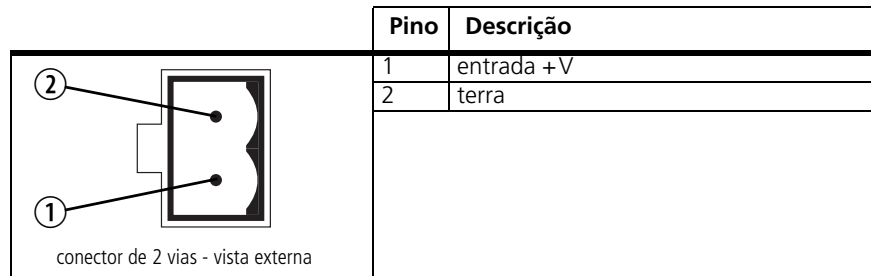 Pino Descrição
1 entrada +V
2 terra
2
1
conector de 2 vias - vista externa